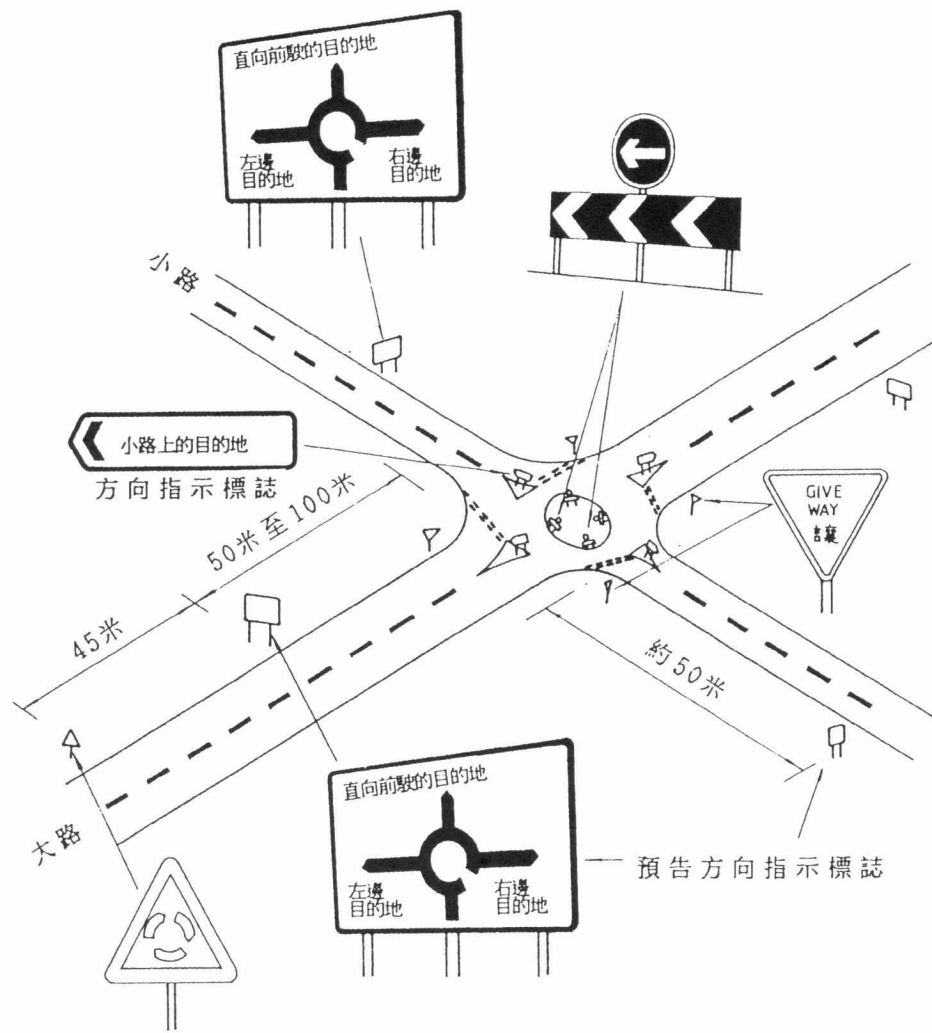 直向前駛的目的地
左邊
目的地
右邊
目的地
小路
小路上的目的地
方向指示標誌
50米至100米
45米
GIVE
WAY
讓
約50米
大路
直向前駛的目的地
左邊
目的地
右邊
目的地
預告方向指示標誌